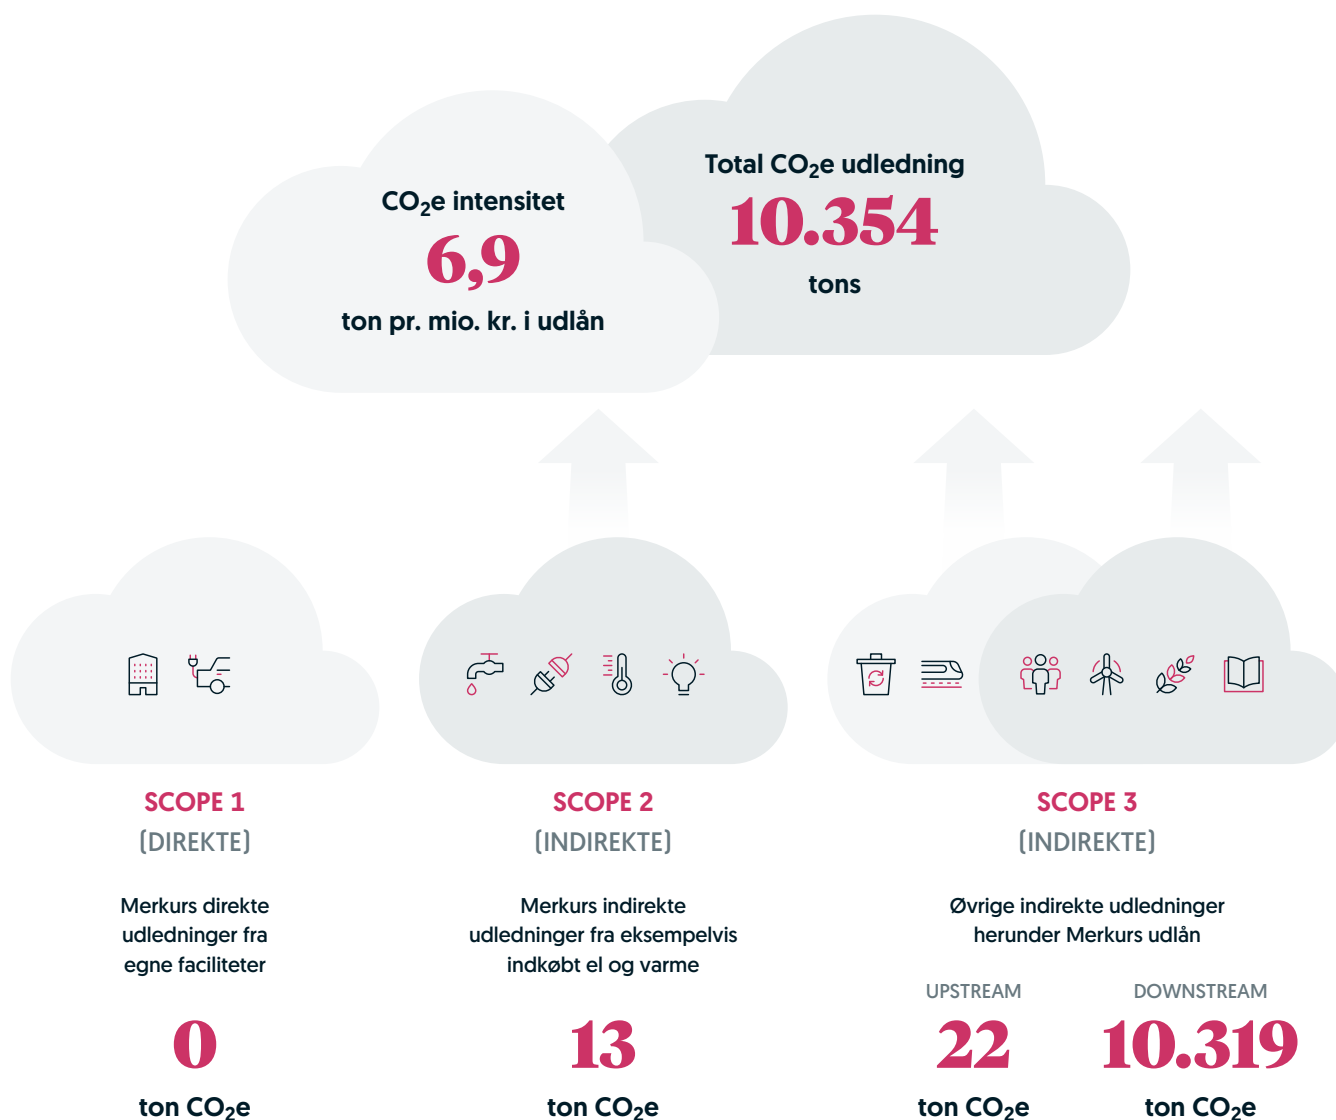 Total CO₂e udledning
10.354
tons
CO₂e intensitet
6,9
ton pr. mio. kr. i udlån
SCOPE 1
(DIREKTE)
Merkurs direkte
udledninger fra
egne faciliteter
0
ton CO₂e
SCOPE 2
(INDIREKTE)
Merkurs indirekte
udledninger fra eksempelvis
indkøbt el og varme
13
ton CO₂e
SCOPE 3
(INDIREKTE)
Øvrige indirekte udledninger
herunder Merkurs udlån
UPSTREAM
22
ton CO₂e
DOWNSTREAM
10.319
ton CO₂e